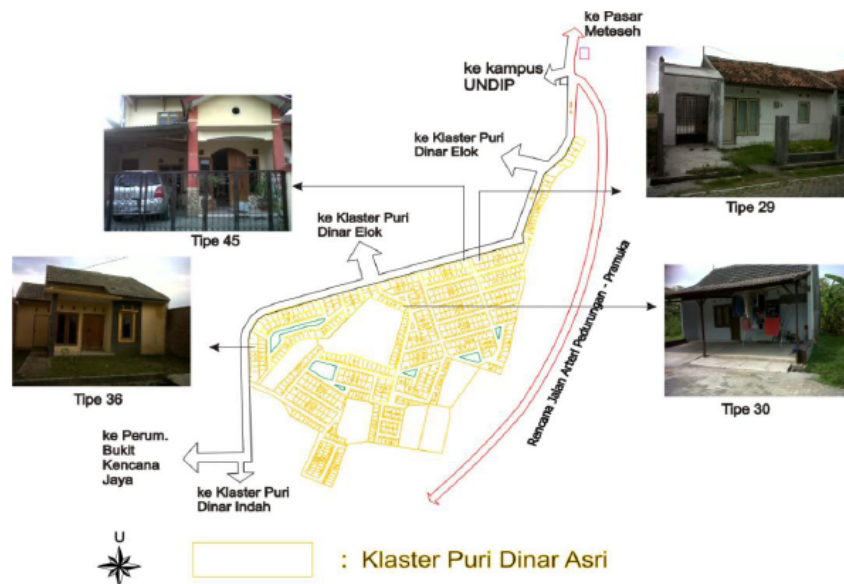 ke Pasar
Meteseh
ke kampus
UNDIP
ke Klaster Puri
Dinar Elok
Tipe 45
Tipe 29
ke Klaster Puri
Dinar Elok
Rencana Jalan Arteri Pedurungan - Pramuka
Tipe 36
Tipe 30
ke Perum.
Bukit
Kencana
Jaya
ke Klaster Puri
Dinar Indah
U
: Klaster Puri Dinar Asri